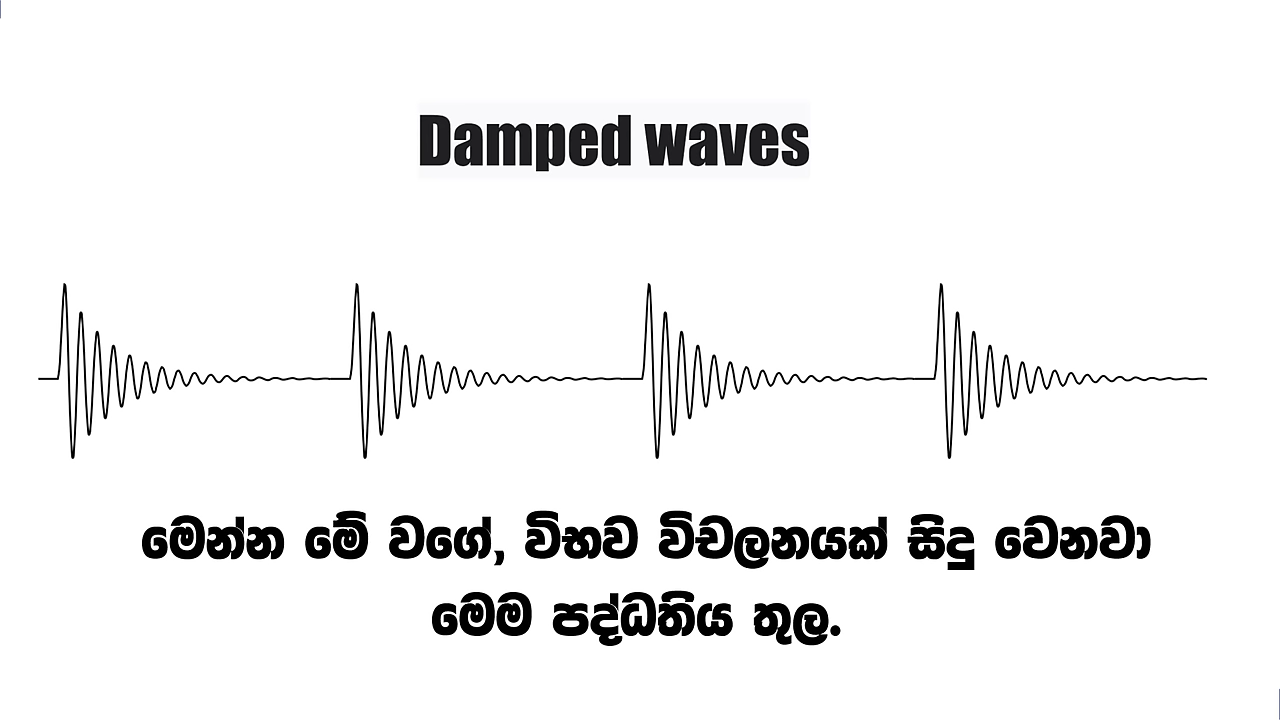 Damped waves
මෙන්න මේ වගේ, විභව විචලනයක් සිදු වෙනවා
මෙම පද්ධතිය තුල.